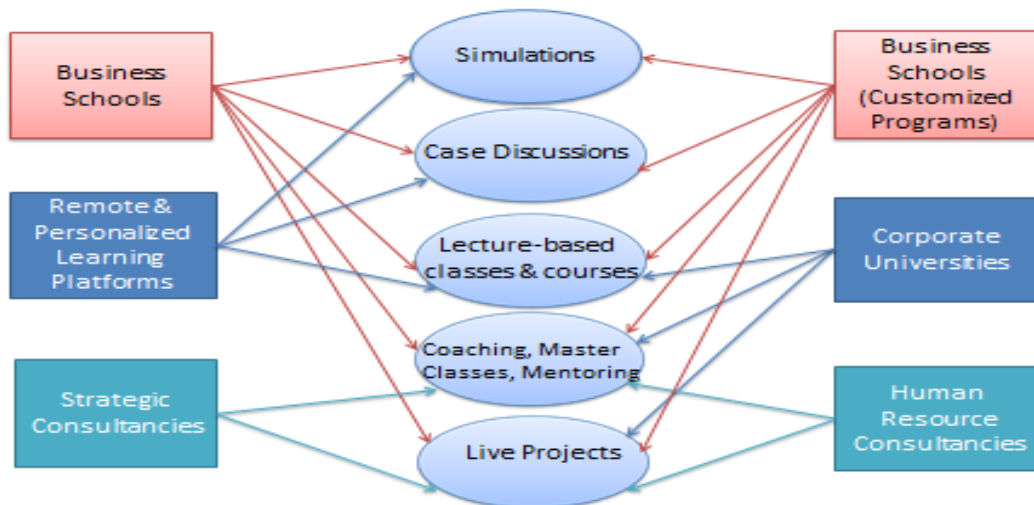 Business
Schools
Remote &
Personalized
Learning
Platforms
Strategic
Consultancies
Simulations
Case Discussions
Lecture-based
classes & courses
Coaching, Master
Classes, Mentoring
Live Projects
Business
Schools
(Customized
Programs)
Corporate
Universities
Human
Resource
Consultancies